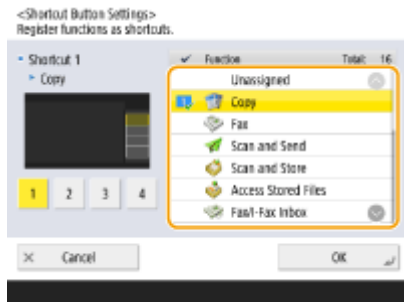 <Shortcut Button Settings>
Register functions as shortcuts.
Shortcut 1
Copy
1 2 3 4
✓ Function Total: 16
Unassigned
1 Copy
Fax
Scan and Send
Scan and Store
Access Stored Files
Fax/I-Fax Inbox
× Cancel
OK